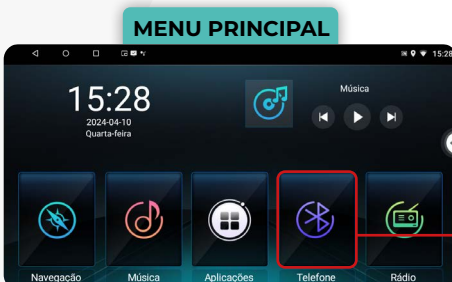 MENU PRINCIPAL
15:28
15:28
2024-04-10
Quarta-feira
Música
Navegação
Música
Aplicações
Telefone
Rádio